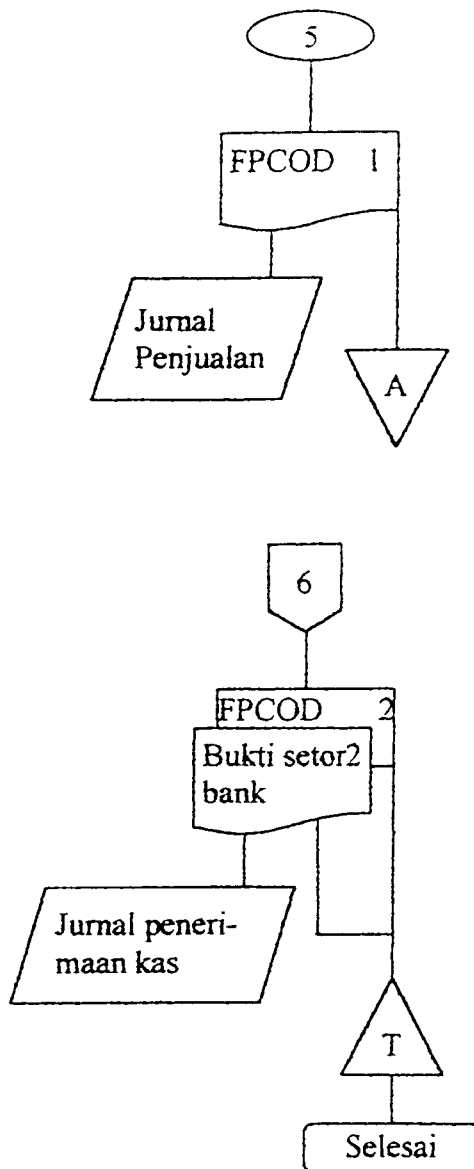 5
FPCOD 1
Jurnal
Penjualan
A
6
FPCOD 2
Bukti setor2
bank
Jurnal peneri-
maan kas
T
Selesai